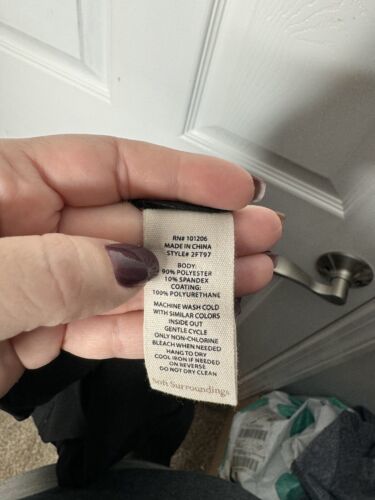 RN# 101206
MADE IN CHINA
STYLE# 2FT97
BODY:
90% POLYESTER
10% SPANDEX
COATING:
100% POLYURETHANE
MACHINE WASH COLD
WITH SIMILAR COLORS
INSIDE OUT
GENTLE CYCLE
ONLY NON-CHLORINE
BLEACH WHEN NEEDED
HANG TO DRY
COOL IRON IF NEEDED
ON REVERSE
DO NOT DRY CLEAN
Soft Surroundings